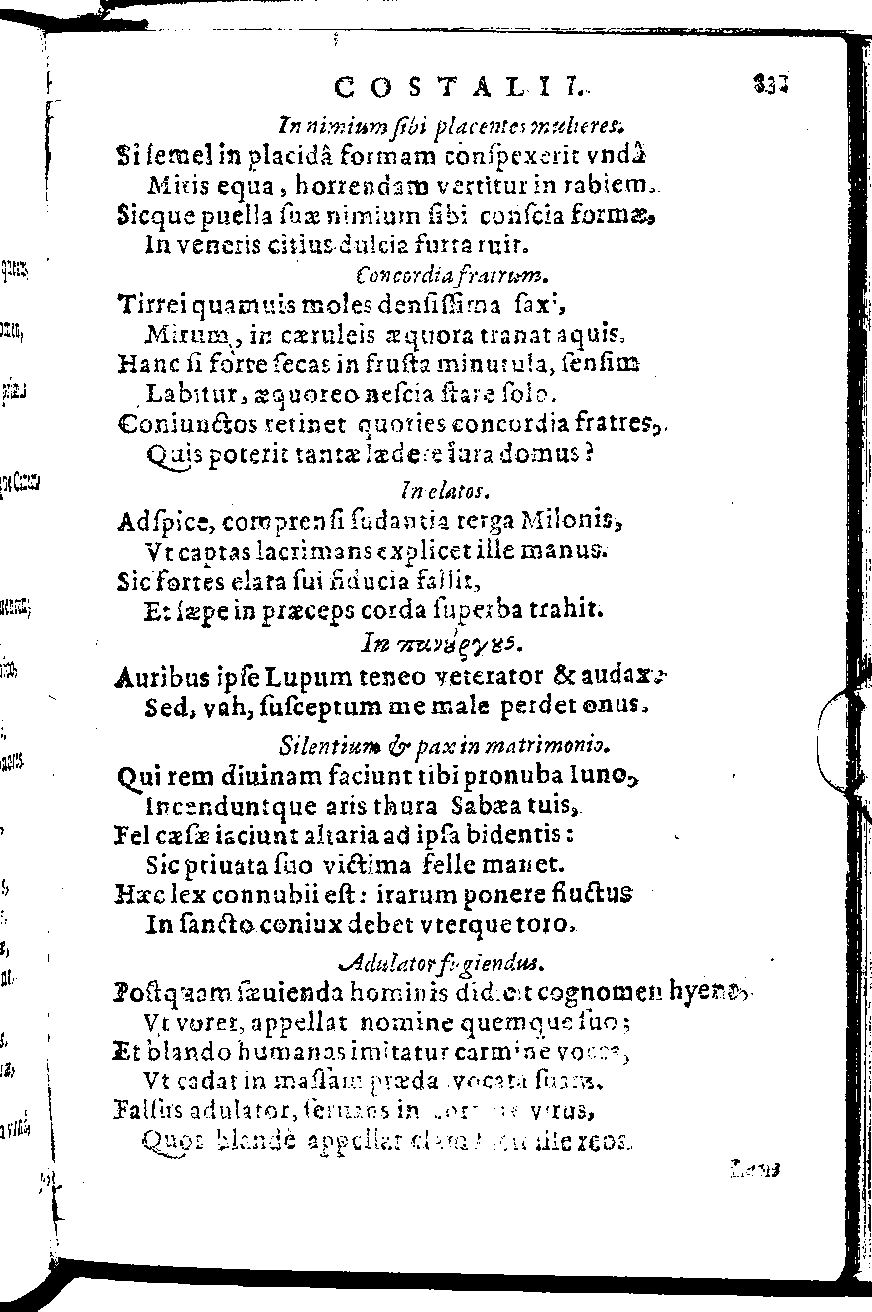 COSTALII. 832
In nimium ſibi placentes mulieres.
Si ſemel in placidâ formam conſpexerit vndâ
Mitis equa, horrendam vertitur in rabiem.
Sicque puella ſuæ nimium ſibi conſcia formæ,
In veneris citius dulcia furta ruit.
Concordia fratrum.
Tirrei quamuis moles denſiſſima ſaxi,
Mirum, in cæruleis æquora tranat aquis.
Hanc ſi fòrte ſecas in fruſta minutula, ſenſim
Labitur, æquoreo neſcia ſtare ſolo.
Coniunctos retinet quoties concordia fratres,
Quis poterit tantæ lædere iura domus?
In elatos.
Adſpice, comprenſi ſudantia terga Milonis,
Vt captas lacrimans explicet ille manus.
Sic fortes elata ſui fiducia fallit,
Et ſæpe in præceps corda ſuperba trahit.
In πανούργους.
Auribus ipſe Lupum teneo veterator & audax:
Sed, vah, ſuſceptum me male perdet onus.
Silentium & pax in matrimonio.
Qui rem diuinam faciunt tibi pronuba Iuno,
Incenduntque aris thura Sabæa tuis,
Fel cæſæ iaciunt altaria ad ipſa bidentis:
Sic priuata ſuo victima felle manet.
Hæc lex connubii eſt: irarum ponere fluctus
In ſancto coniux debet vterque toro.
Adulator fugiendus.
Poſtquam ſæuienda hominis didicit cognomen hyena,
Vt voret, appellat nomine quemque ſuo;
Et blando humanas imitatur carmine voces,
Vt cadat in maſſam præda vocata ſuam.
Falſus adulator, ſeruans in virus,
Quos blandè appellat ille reos.